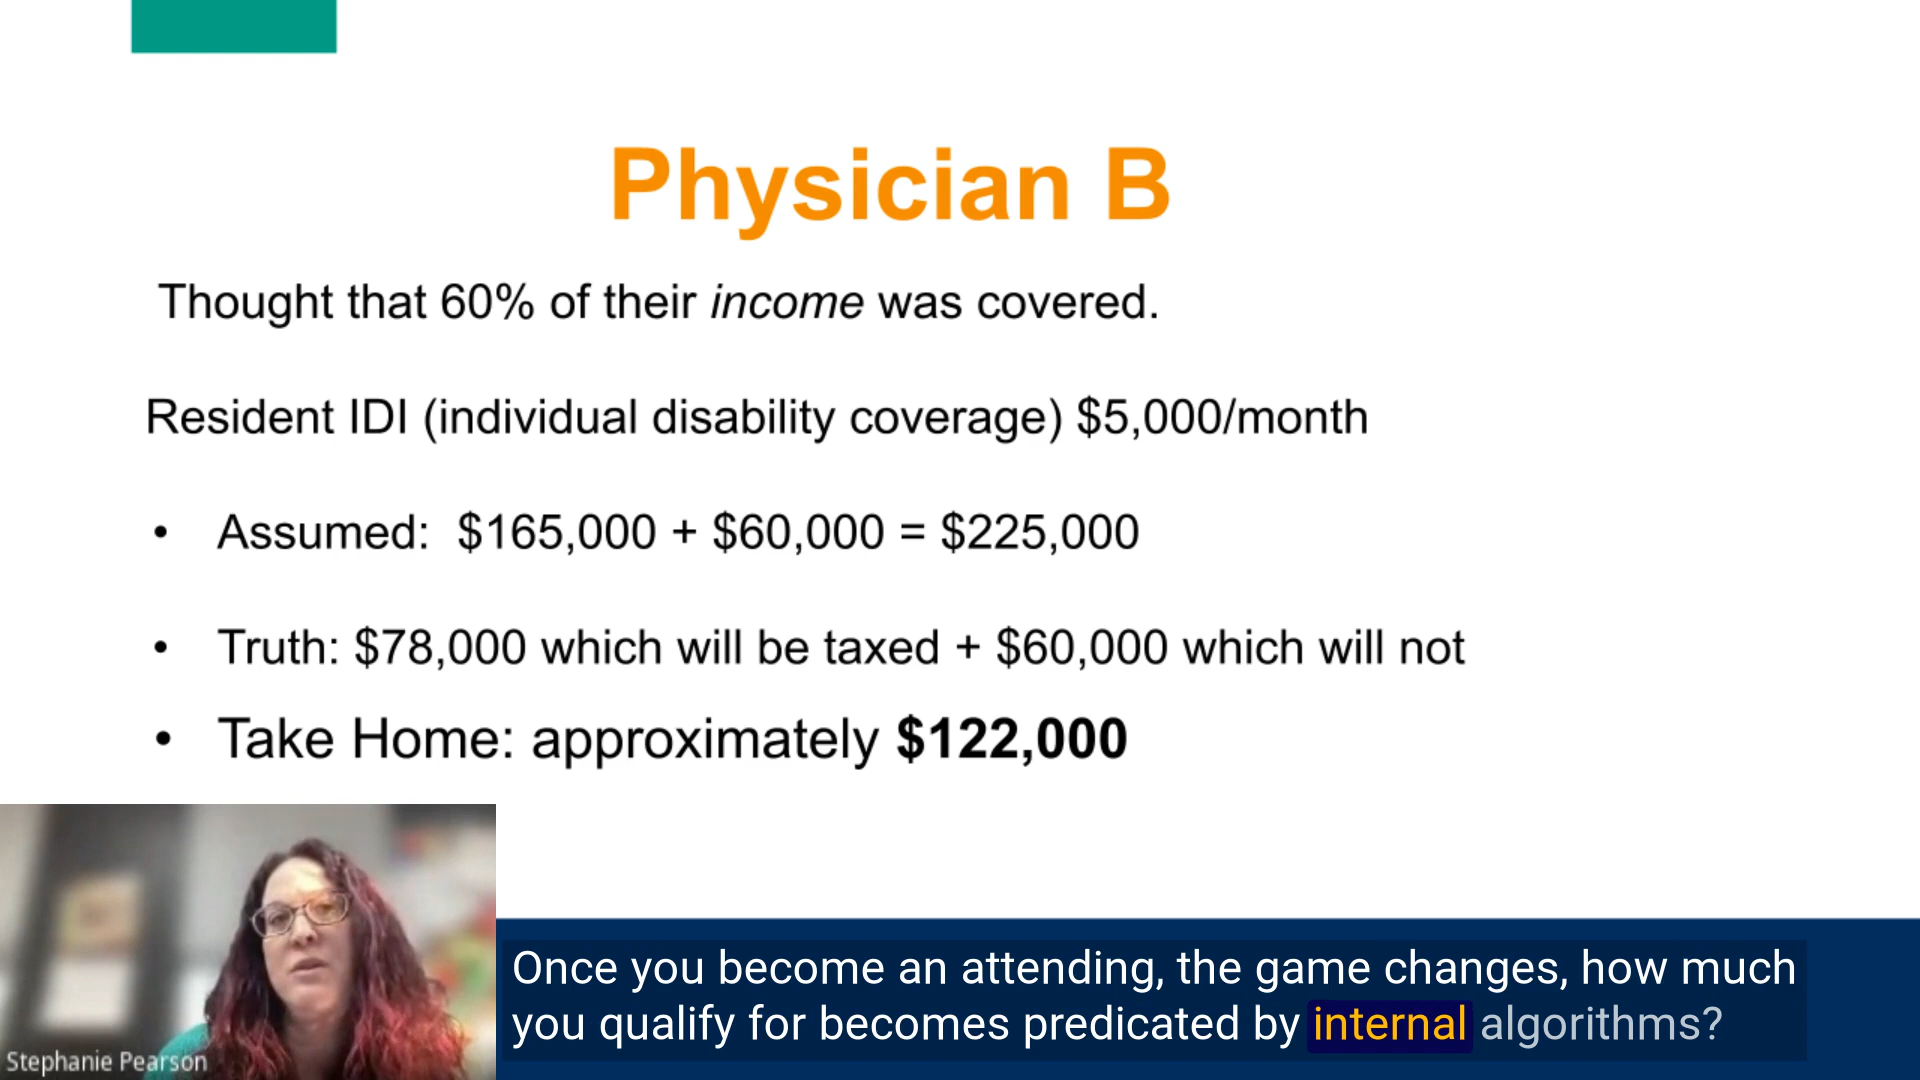 Physician B
Thought that 60% of their income was covered.
Resident IDI (individual disability coverage) $5,000/month
• Assumed: $165,000 + $60,000 = $225,000
• Truth: $78,000 which will be taxed + $60,000 which will not
• Take Home: approximately $122,000
Stephanie Pearson
Once you become an attending, the game changes, how much
you qualify for becomes predicated by internal algorithms?